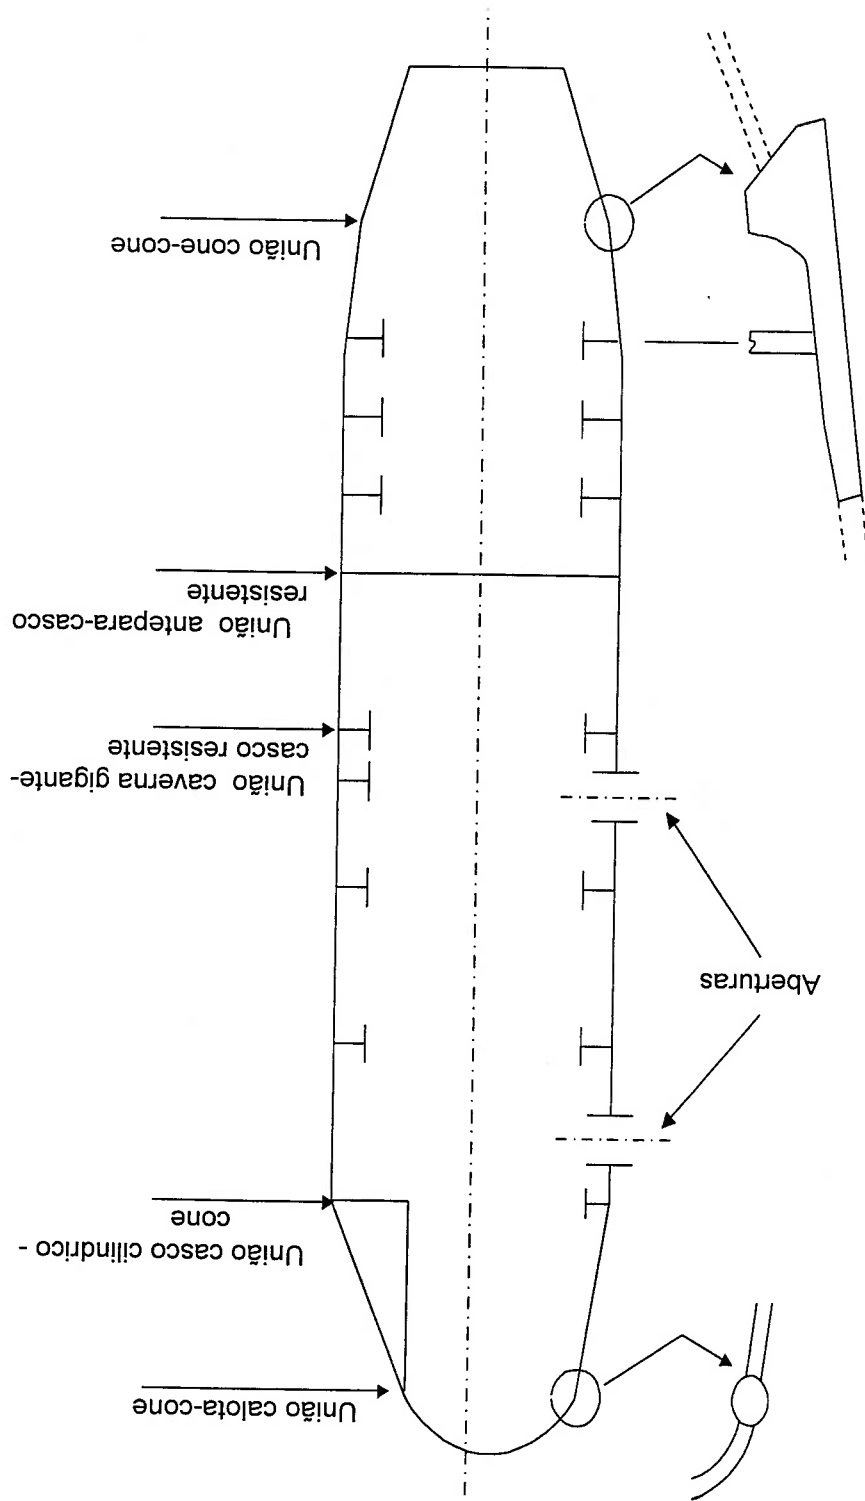 União calota-cone
União casco cilíndrico -
cone
Aberturas
União caverna gigante-
casco resistente
União antepara-casco
resistente
União cone-cone